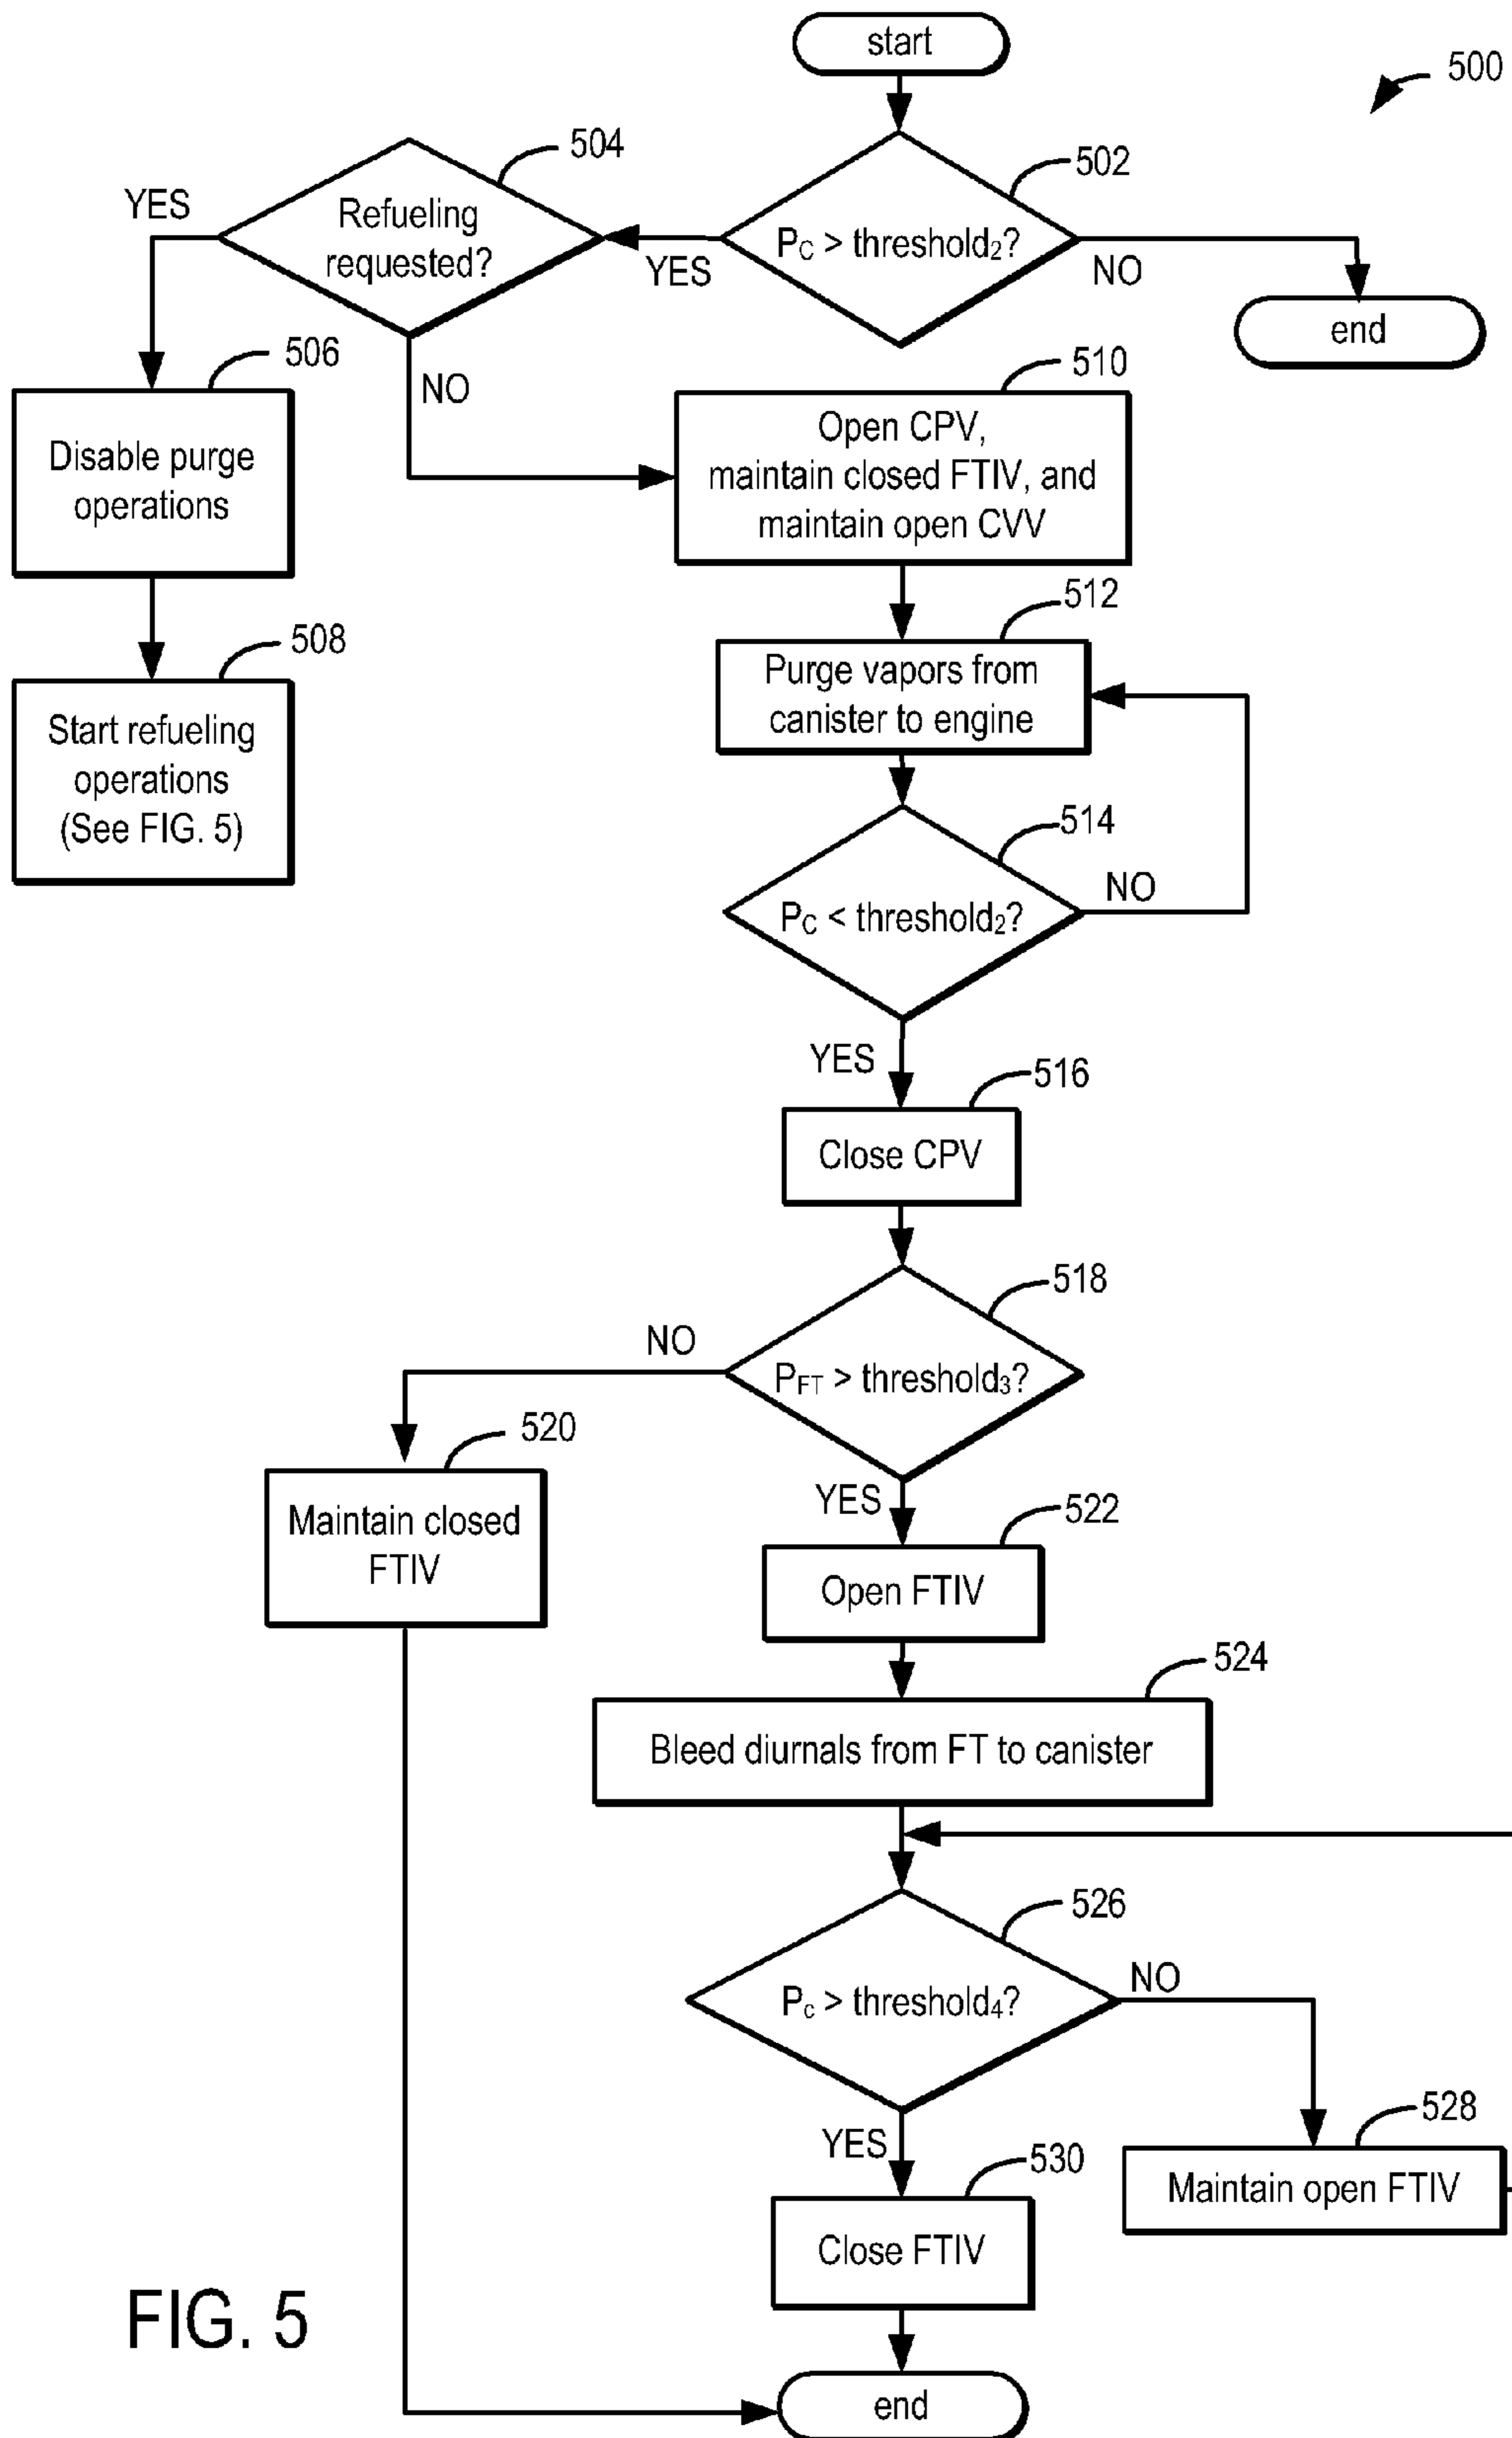 start
500
502
P_C > threshold₂?
YES
NO
end
504
Refueling
requested?
YES
NO
506
Disable purge
operations
508
Start refueling
operations
(See FIG. 5)
510
Open CPV,
maintain closed FTIV, and
maintain open CVV
512
Purge vapors from
canister to engine
514
P_C < threshold₂?
NO
YES
516
Close CPV
518
P_FT > threshold₃?
NO
YES
520
Maintain closed
FTIV
522
Open FTIV
524
Bleed diurnals from FT to canister
526
P_c > threshold₄?
NO
YES
528
Maintain open FTIV
530
Close FTIV
end
FIG. 5